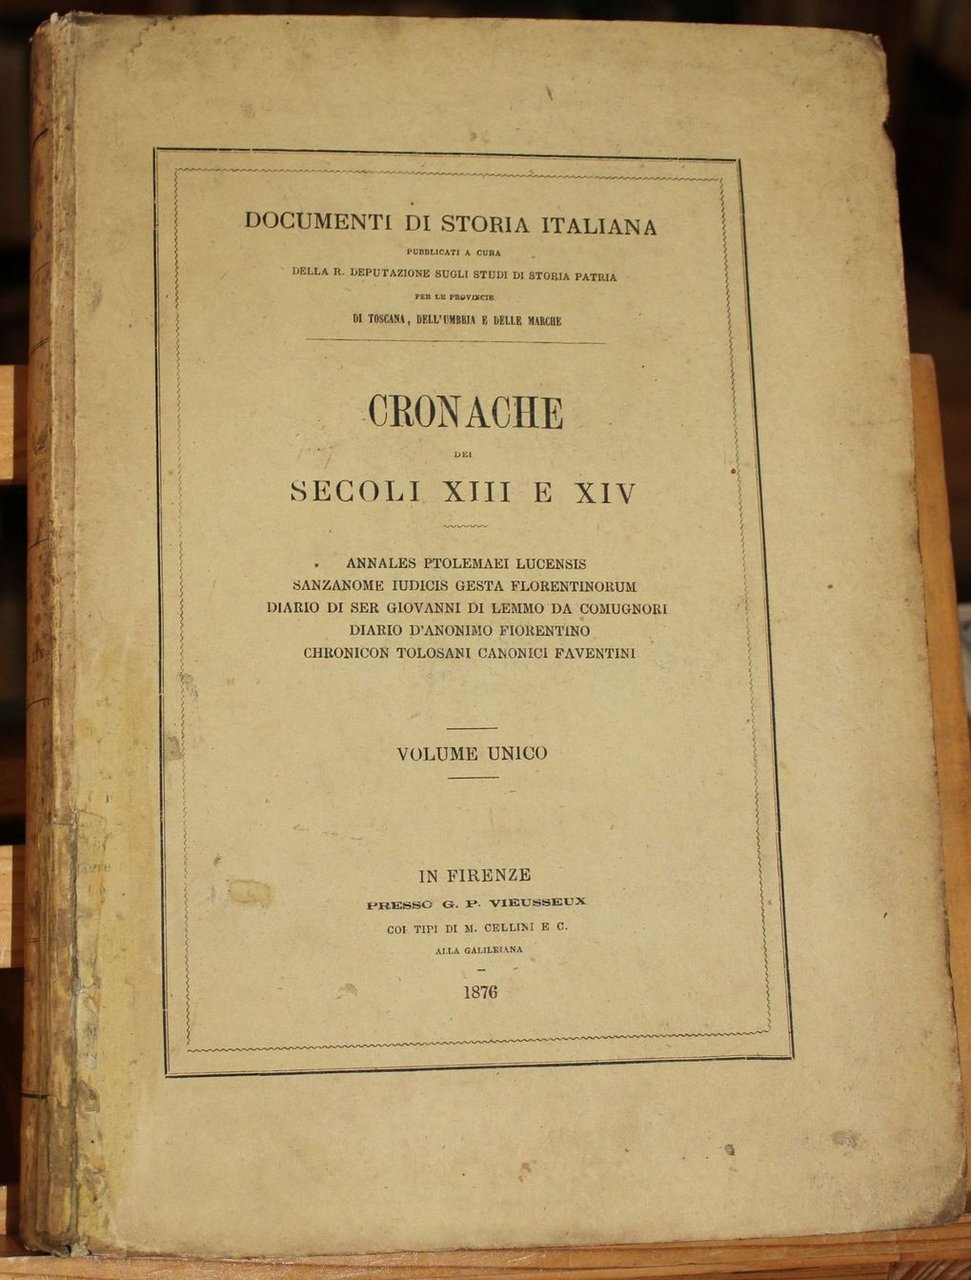 DOCUMENTI DI STORIA ITALIANA
PUBBLICATI A CURA
DELLA R. DEPUTAZIONE SUGLI STUDI DI STORIA PATRIA
PER LE PROVINCIE
DI TOSCANA, DELL'UMBRIA E DELLE MARCHE
CRONACHE
DEI
SECOLI XIII E XIV
ANNALES PTOLEMAEI LUCENSIS
SANZANOME IUDICIS GESTA FLORENTINORUM
DIARIO DI SER GIOVANNI DI LEMMO DA COMUGNORI
DIARIO D'ANONIMO FIORENTINO
CHRONICON TOLOSANI CANONICI FAVENTINI
VOLUME UNICO
IN FIRENZE
PRESSO G. P. VIEUSSEUX
COI TIPI DI M. CELLINI E C.
ALLA GALILEIANA
1876